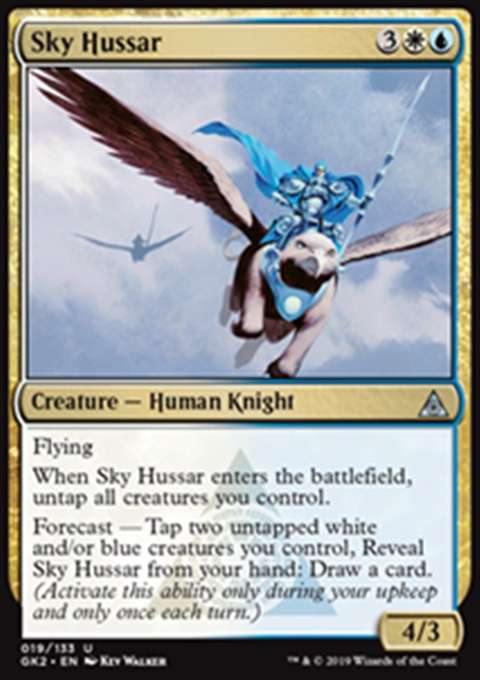 Sky Hussar 3
Creature — Human Knight
Flying
When Sky Hussar enters the battlefield,
untap all creatures you control.
Forecast — Tap two untapped white
and/or blue creatures you control, Reveal
Sky Hussar from your hand: Draw a card.
(Activate this ability only during your upkeep
and only once each turn.)
4/3
019/133 U
GK2 • EN Kev Walker
™ & © 2019 Wizards of the Coast